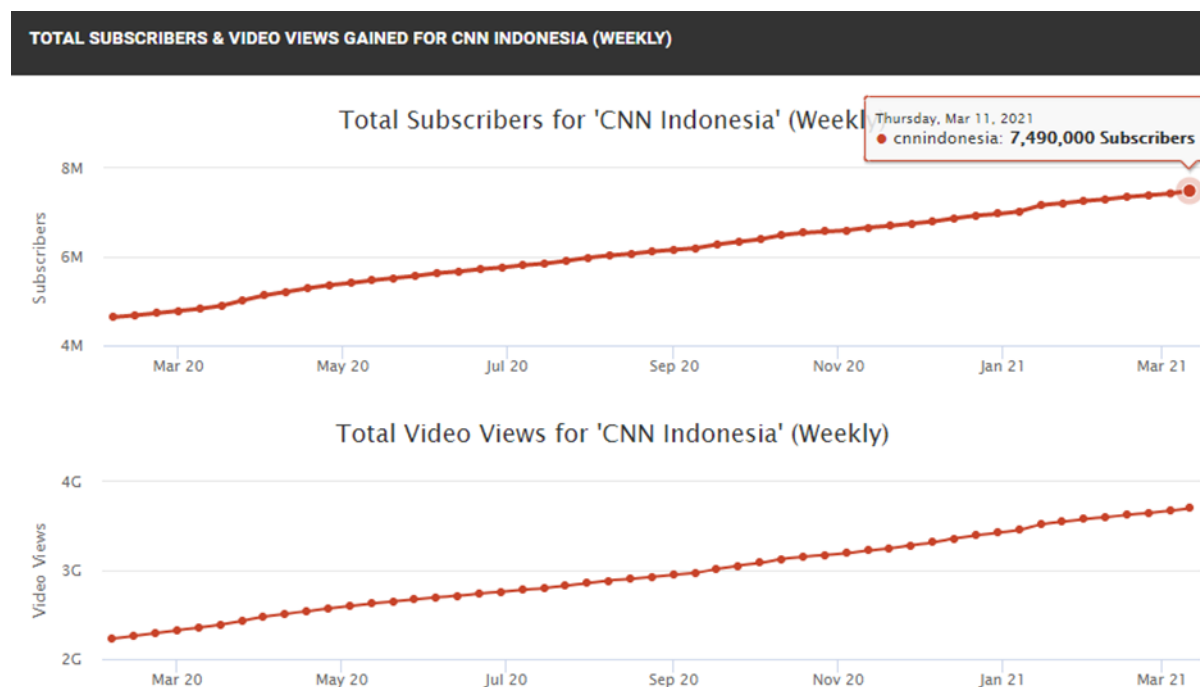 TOTAL SUBSCRIBERS & VIDEO VIEWS GAINED FOR CNN INDONESIA (WEEKLY)
Total Subscribers for 'CNN Indonesia' (Weekly)
Thursday, Mar 11, 2021
cnnindonesia: 7,490,000 Subscribers
8M
6M
4M
Subscribers
Mar 20 May 20 Jul 20 Sep 20 Nov 20 Jan 21 Mar 21
Total Video Views for 'CNN Indonesia' (Weekly)
4G
3G
2G
Video Views
Mar 20 May 20 Jul 20 Sep 20 Nov 20 Jan 21 Mar 21